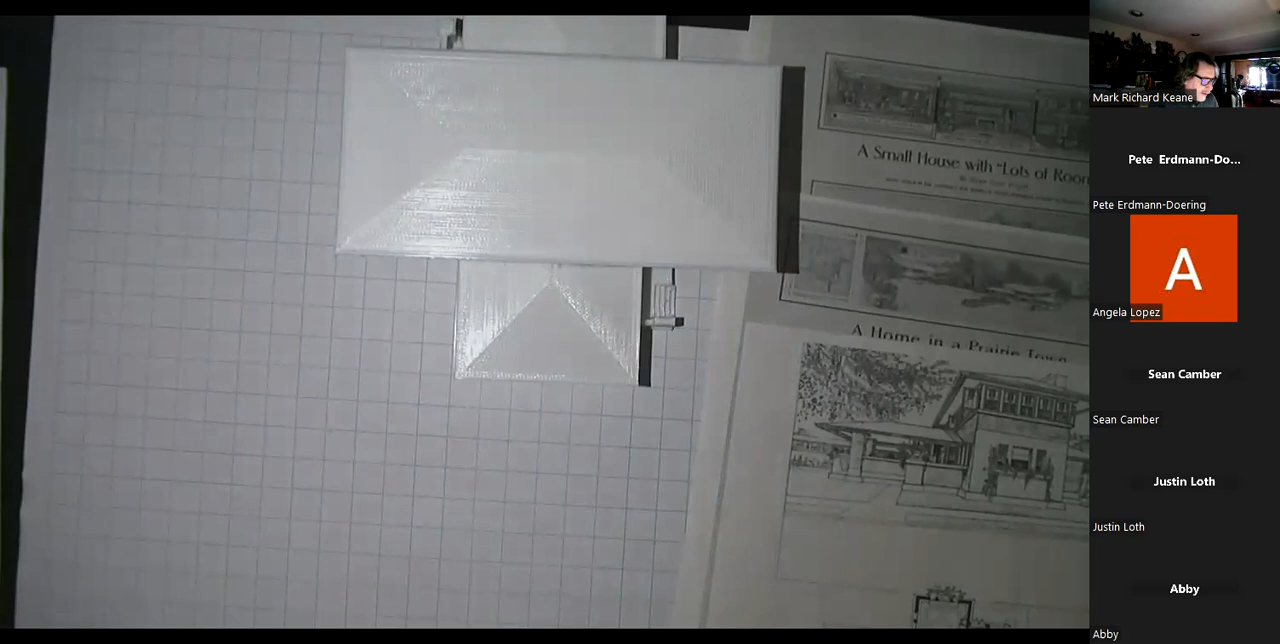 A Small House with "Lots of Room
A Home in a Prairie Town
Mark Richard Keane
Pete Erdmann-Do...
Pete Erdmann-Doering
A
Angela Lopez
Sean Camber
Sean Camber
Justin Loth
Justin Loth
Abby
Abby